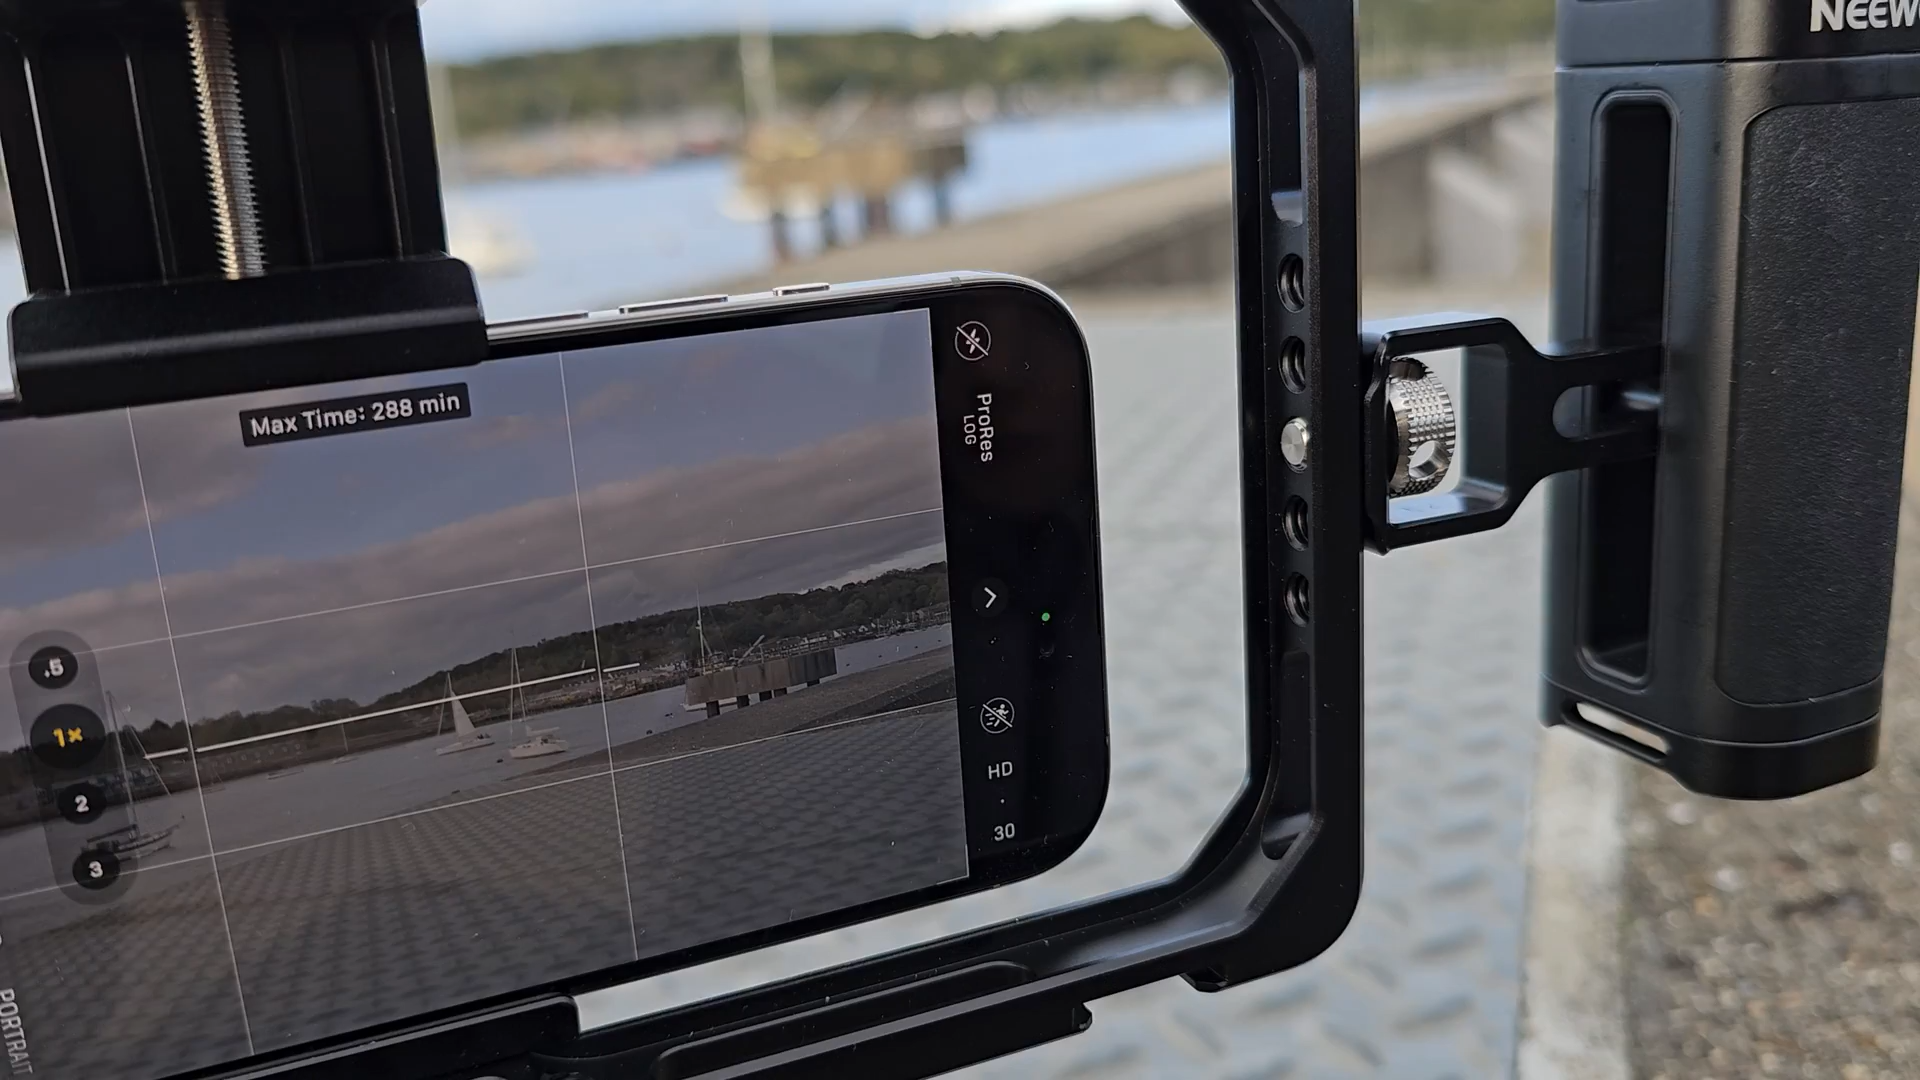 NEEW
Max Time: 288 min
ProRes
LOG
.5
1×
2
3
HD
30
PORTRAIT